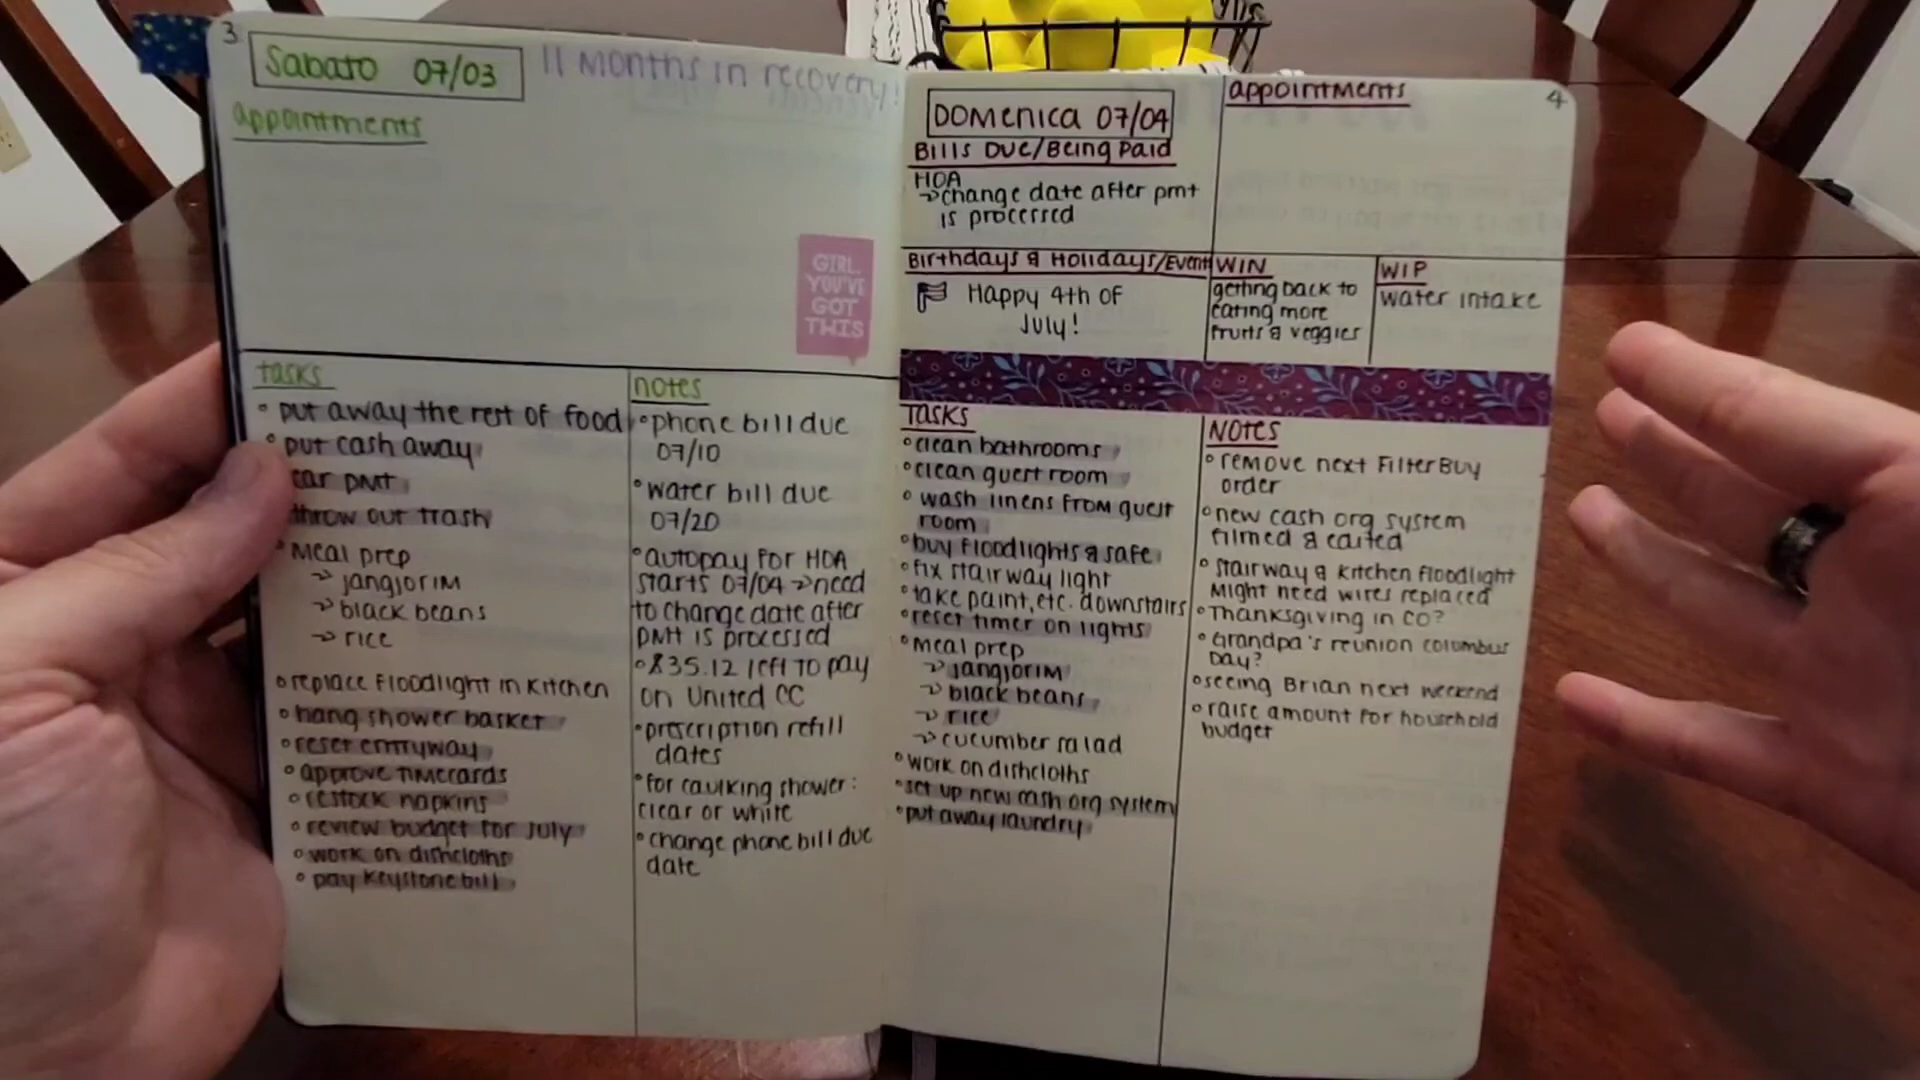 3
Sabato 07/03
11 months in recovery!
appointments
GIRL,
YOU'VE
GOT
THIS
tasks
° put away the rest of food
° put cash away
car pmt
throw out trash
° meal prep
→ jangjorim
→ black beans
→ rice
° replace floodlight in kitchen
° hang shower basket
° reset entryway
° approve timecards
° restock napkins
° review budget for July
° work on dishcloths
° pay Keystone bill
notes
° phone bill due
07/10
° water bill due
07/20
° autopay for HOA
starts 07/04 → need
to change date after
pmt is processed
° $35.12 left to pay
on United CC
° prescription refill
dates
° for caulking shower:
clear or white
° change phone bill due
date
4
Domenica 07/04
Bills Due/Being Paid
HOA
→ change date after pmt
is processed
appointments
Birthdays & Holidays/Event
Happy 4th of
July!
WIN
getting back to
eating more
fruits & veggies
WIP
water intake
Tasks
° clean bathrooms
° clean guest room
° wash linens from guest
room
° buy floodlights & safe
° fix stairway light
° take paint, etc. downstairs
° reset timer on lights
° meal prep
→ jangjorim
→ black beans
→ rice
→ cucumber salad
° work on dishcloths
° set up new cash org system
° put away laundry
Notes
° remove next FilterBuy
order
° new cash org system
filmed & edited
° stairway & kitchen floodlight
might need wires replaced
° Thanksgiving in CO?
° Grandpa's reunion Columbus
Day?
° seeing Brian next weekend
° raise amount for household
budget